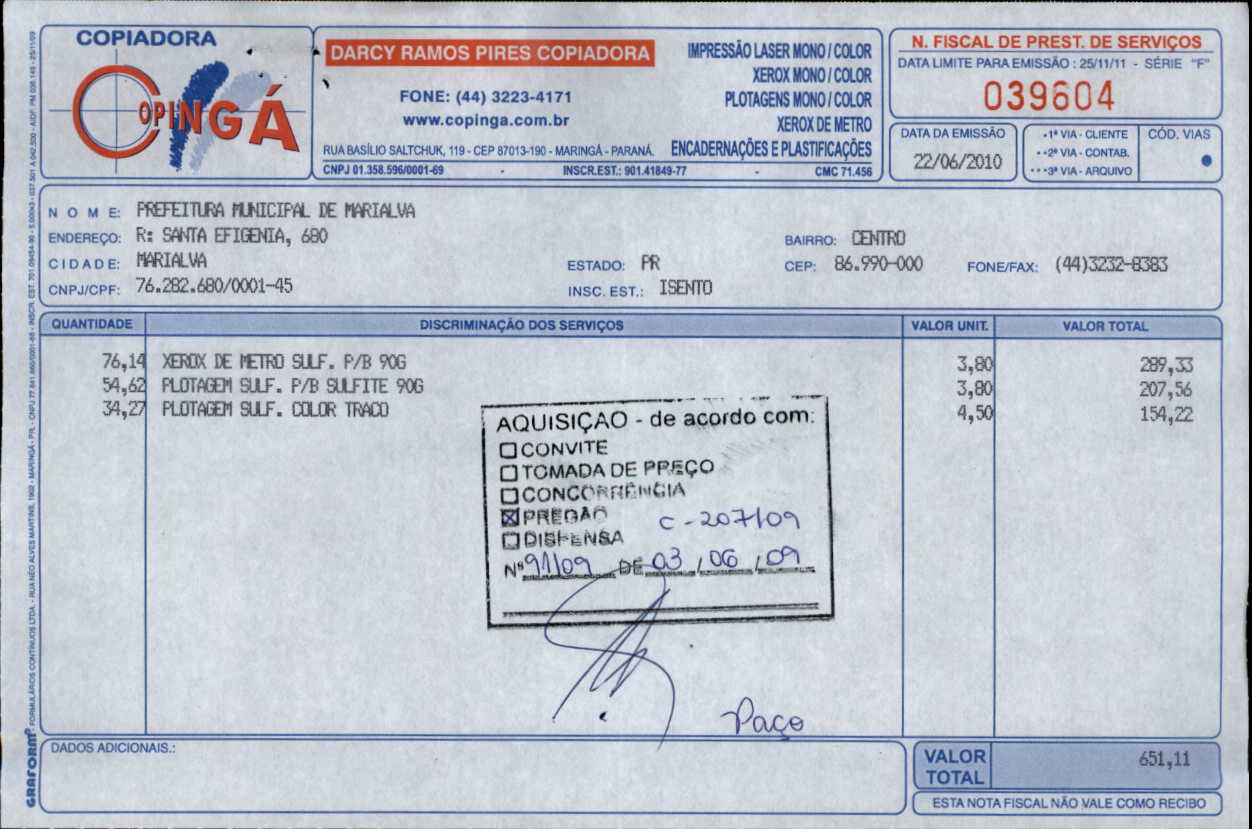 COPIADORA
COPINGÁ
DARCY RAMOS PIRES COPIADORA
FONE: (44) 3223-4171
www.copinga.com.br
RUA BASÍLIO SALTCHUK, 119 - CEP 87013-190 - MARINGÁ - PARANÁ.
CNPJ 01.358.596/0001-69 - INSCR.EST.: 901.41849-77 - CMC 71.456
IMPRESSÃO LASER MONO / COLOR
XEROX MONO / COLOR
PLOTAGENS MONO / COLOR
XEROX DE METRO
ENCADERNAÇÕES E PLASTIFICAÇÕES
N. FISCAL DE PREST. DE SERVIÇOS
DATA LIMITE PARA EMISSÃO : 25/11/11 - SÉRIE "F"
039604
DATA DA EMISSÃO
22/06/2010
•1ª VIA - CLIENTE
••2ª VIA - CONTAB.
•••3ª VIA - ARQUIVO
CÓD. VIAS
NOME: PREFEITURA MUNICIPAL DE MARIALVA
ENDEREÇO: R: SANTA EFIGENIA, 680
BAIRRO: CENTRO
CIDADE: MARIALVA
ESTADO: PR
CEP: 86.990-000
FONE/FAX: (44)3232-8383
CNPJ/CPF: 76.282.680/0001-45
INSC. EST.: ISENTO
QUANTIDADE DISCRIMINAÇÃO DOS SERVIÇOS VALOR UNIT. VALOR TOTAL
76,14 XEROX DE METRO SULF. P/B 90G 3,80 289,33
54,62 PLOTAGEM SULF. P/B SULFITE 90G 3,80 207,56
34,27 PLOTAGEM SULF. COLOR TRACO 4,50 154,22
AQUISIÇAO - de acordo com:
CONVITE
TOMADA DE PREÇO
CONCORRÊNCIA
PREGÃO C-207/09
DISPENSA
Nº 91/09 DE 03 / 06 / 09
Paço
DADOS ADICIONAIS.:
VALOR TOTAL 651,11
ESTA NOTA FISCAL NÃO VALE COMO RECIBO
GRAFORM